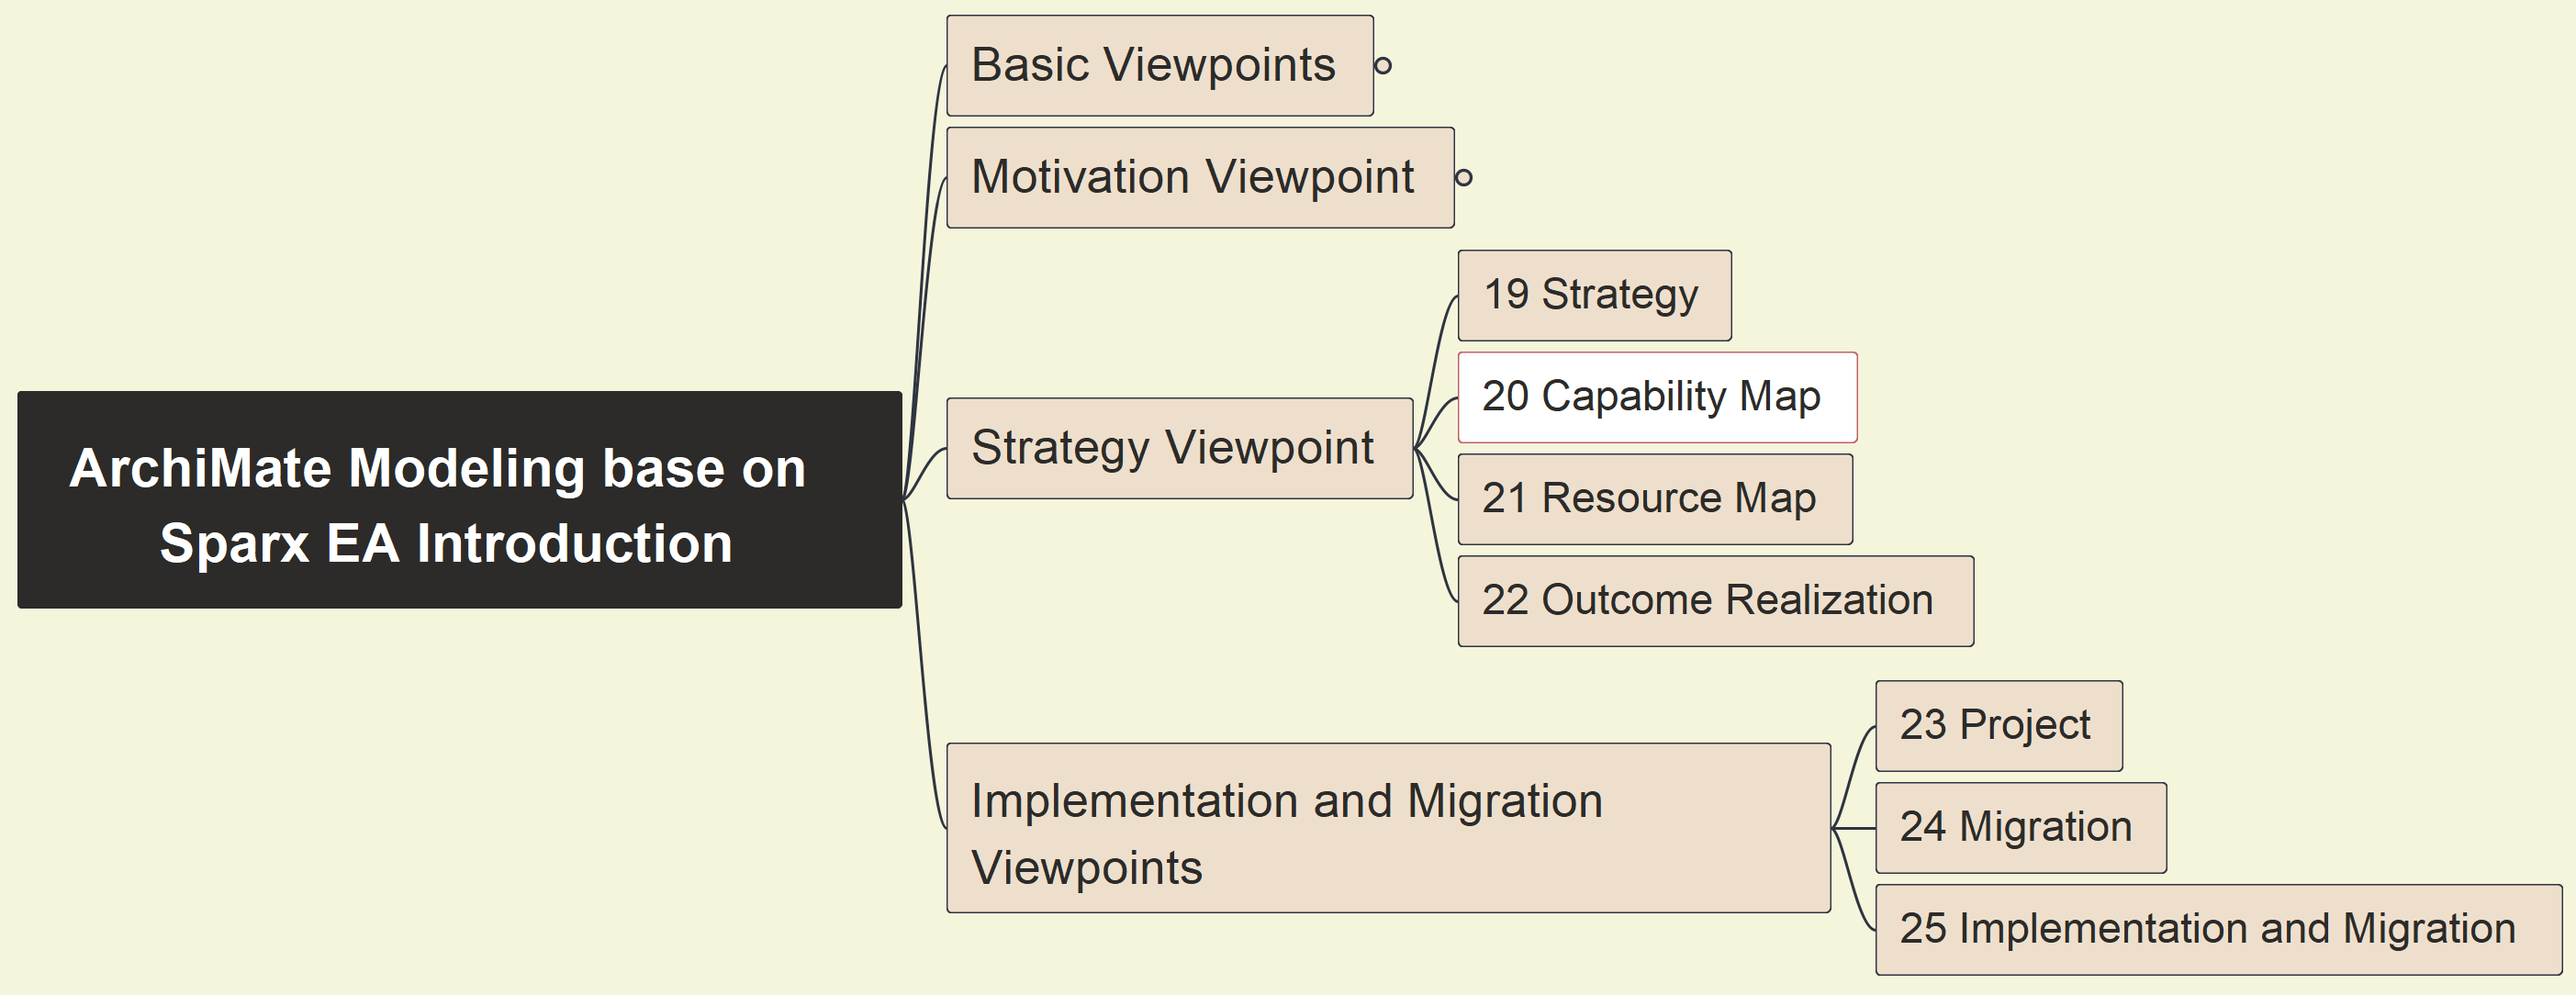 ArchiMate Modeling base on
Sparx EA Introduction
Basic Viewpoints
Motivation Viewpoint
Strategy Viewpoint
19 Strategy
20 Capability Map
21 Resource Map
22 Outcome Realization
Implementation and Migration
Viewpoints
23 Project
24 Migration
25 Implementation and Migration